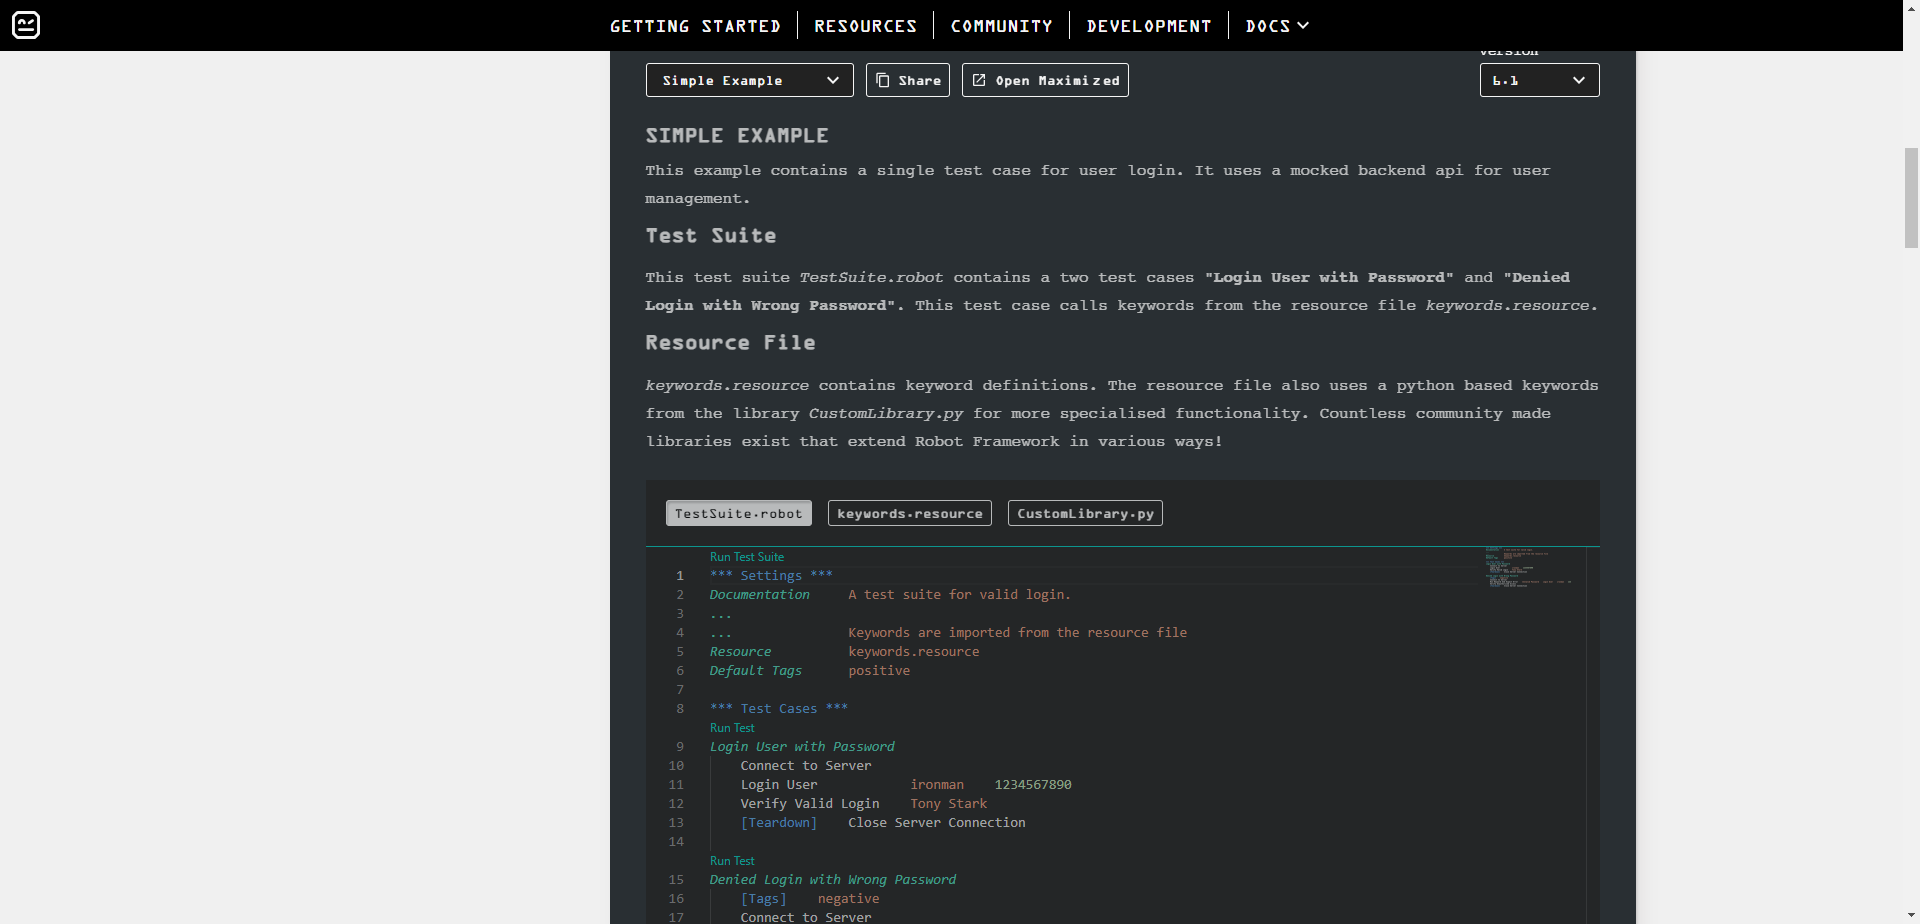 GETTING STARTED RESOURCES COMMUNITY DEVELOPMENT DOCS
Version
Simple Example Share Open Maximized 6.1
SIMPLE EXAMPLE
This example contains a single test case for user login. It uses a mocked backend api for user
management.
Test Suite
This test suite TestSuite.robot contains a two test cases "Login User with Password" and "Denied
Login with Wrong Password". This test case calls keywords from the resource file keywords.resource.
Resource File
keywords.resource contains keyword definitions. The resource file also uses a python based keywords
from the library CustomLibrary.py for more specialised functionality. Countless community made
libraries exist that extend Robot Framework in various ways!
TestSuite.robot keywords.resource CustomLibrary.py
Run Test Suite
1 *** Settings ***
2 Documentation A test suite for valid login.
3 ...
4 ... Keywords are imported from the resource file
5 Resource keywords.resource
6 Default Tags positive
7
8 *** Test Cases ***
Run Test
9 Login User with Password
10 Connect to Server
11 Login User ironman 1234567890
12 Verify Valid Login Tony Stark
13 [Teardown] Close Server Connection
14
Run Test
15 Denied Login with Wrong Password
16 [Tags] negative
17 Connect to Server